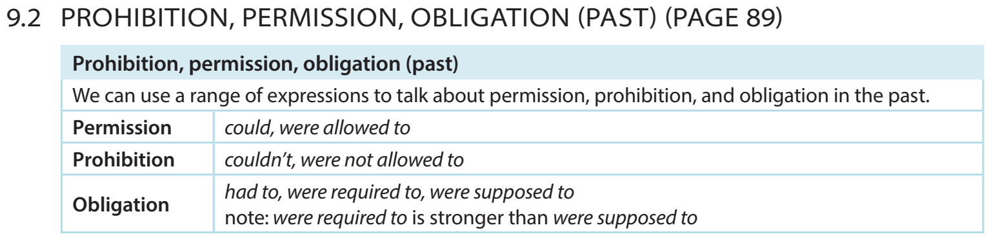 9.2 PROHIBITION, PERMISSION, OBLIGATION (PAST) (PAGE 89)
Prohibition, permission, obligation (past)
We can use a range of expressions to talk about permission, prohibition, and obligation in the past.
Permission could, were allowed to
Prohibition couldn't, were not allowed to
Obligation had to, were required to, were supposed to
note: were required to is stronger than were supposed to